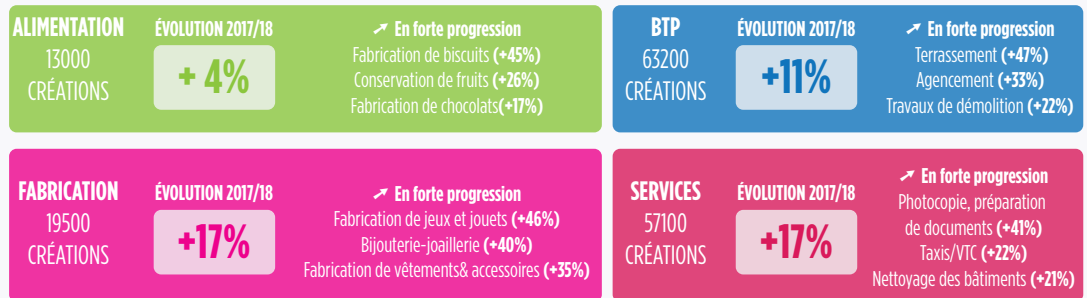 ALIMENTATION
13000
CRÉATIONS
ÉVOLUTION 2017/18
+ 4%
➚ En forte progression
Fabrication de biscuits (+45%)
Conservation de fruits (+26%)
Fabrication de chocolats(+17%)
BTP
63200
CRÉATIONS
ÉVOLUTION 2017/18
+11%
➚ En forte progression
Terrassement (+47%)
Agencement (+33%)
Travaux de démolition (+22%)
FABRICATION
19500
CRÉATIONS
ÉVOLUTION 2017/18
+17%
➚ En forte progression
Fabrication de jeux et jouets (+46%)
Bijouterie-joaillerie (+40%)
Fabrication de vêtements& accessoires (+35%)
SERVICES
57100
CRÉATIONS
ÉVOLUTION 2017/18
+17%
➚ En forte progression
Photocopie, préparation
de documents (+41%)
Taxis/VTC (+22%)
Nettoyage des bâtiments (+21%)